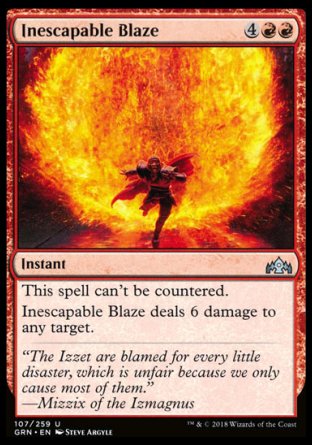 Inescapable Blaze 4
Instant
This spell can't be countered.
Inescapable Blaze deals 6 damage to
any target.
"The Izzet are blamed for every little
disaster, which is unfair because we only
cause most of them."
—Mizzix of the Izmagnus
107/259 U
GRN • EN Steve Argyle
™ & © 2018 Wizards of the Coast